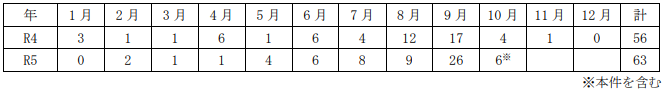 年 1月 2月 3月 4月 5月 6月 7月 8月 9月 10月 11月 12月 計
R4 3 1 1 6 1 6 4 12 17 4 1 0 56
R5 0 2 1 1 4 6 8 9 26 6※ 63
※本件を含む